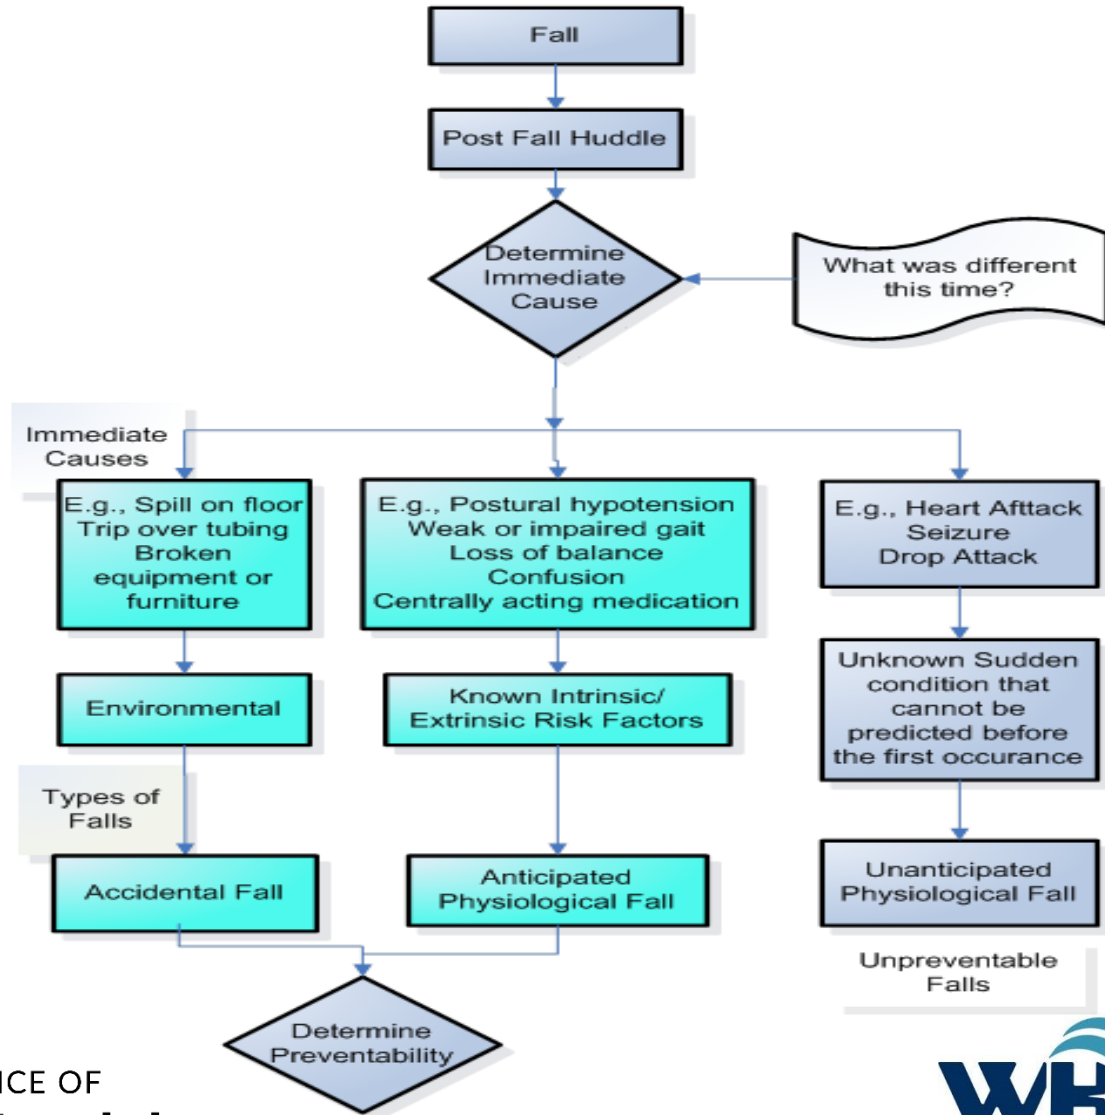 Fall
Post Fall Huddle
Determine
Immediate
Cause
What was different
this time?
Immediate
Causes
E.g., Spill on floor
Trip over tubing
Broken
equipment or
furniture
E.g., Postural hypotension
Weak or impaired gait
Loss of balance
Confusion
Centrally acting medication
E.g., Heart Afttack
Seizure
Drop Attack
Environmental
Known Intrinsic/
Extrinsic Risk Factors
Unknown Sudden
condition that
cannot be
predicted before
the first occurance
Types of
Falls
Accidental Fall
Anticipated
Physiological Fall
Unanticipated
Physiological Fall
Unpreventable
Falls
Determine
Preventability
OF